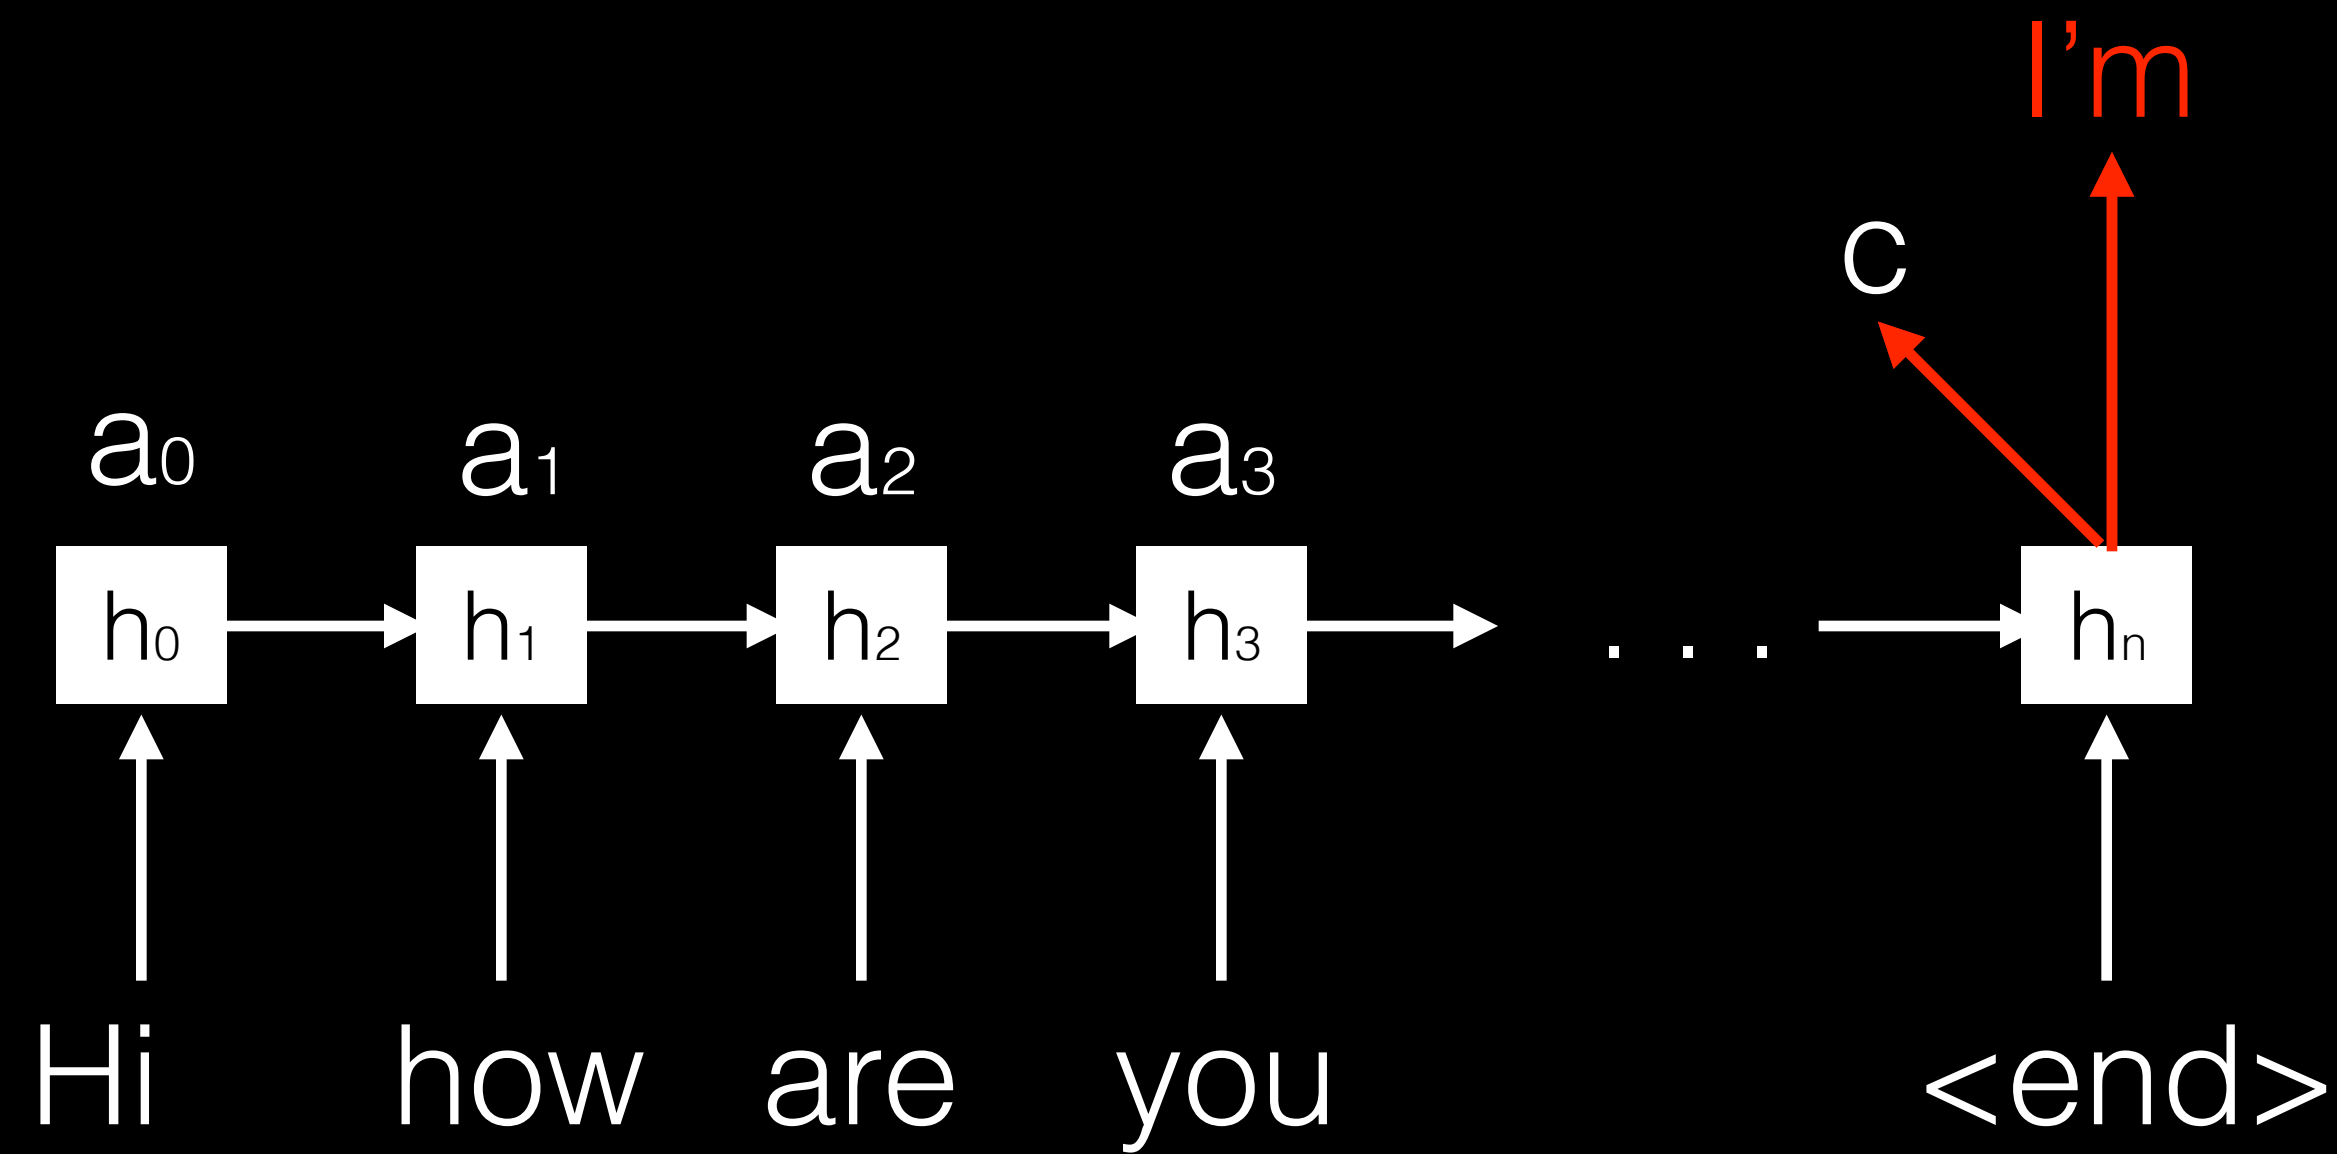 I'm
c
a₀ a₁ a₂ a₃
h₀ h₁ h₂ h₃ . . . hₙ
Hi how are you <end>